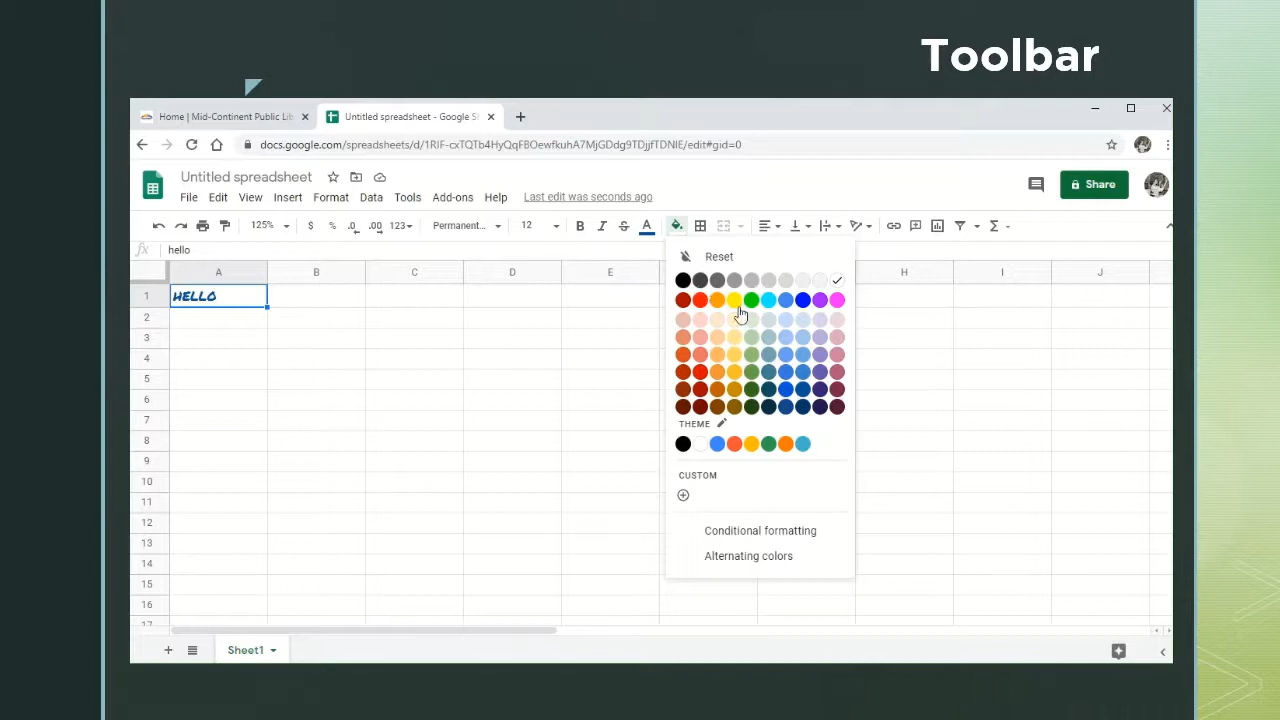 Toolbar
Home | Mid-Continent Public Lib
Untitled spreadsheet - Google S
docs.google.com/spreadsheets/d/1RIF-cxTQTb4HyQqFBOewfkuhA7MjGDdg9TDjjfTDNIE/edit#gid=0
Untitled spreadsheet
Share
File Edit View Insert Format Data Tools Add-ons Help Last edit was seconds ago
125% $ % .0 .00 123 Permanent... 12 B I S A Σ
fx hello
A B C D E H I J
1 HELLO
2
3
4
5
6
7
8
9
10
11
12
13
14
15
16
17
Reset
THEME
CUSTOM
Conditional formatting
Alternating colors
Sheet1